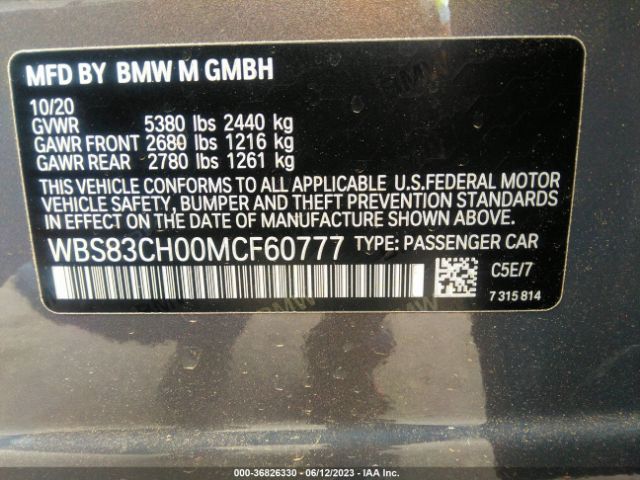 MFD BY BMW M GMBH
10/20
GVWR 5380 lbs 2440 kg
GAWR FRONT 2680 lbs 1216 kg
GAWR REAR 2780 lbs 1261 kg
THIS VEHICLE CONFORMS TO ALL APPLICABLE U.S.FEDERAL MOTOR
VEHICLE SAFETY, BUMPER AND THEFT PREVENTION STANDARDS
IN EFFECT ON THE DATE OF MANUFACTURE SHOWN ABOVE.
WBS83CH00MCF60777 TYPE: PASSENGER CAR
C5E/7
7 315 814
000-36826330 - 06/12/2023 - IAA Inc.